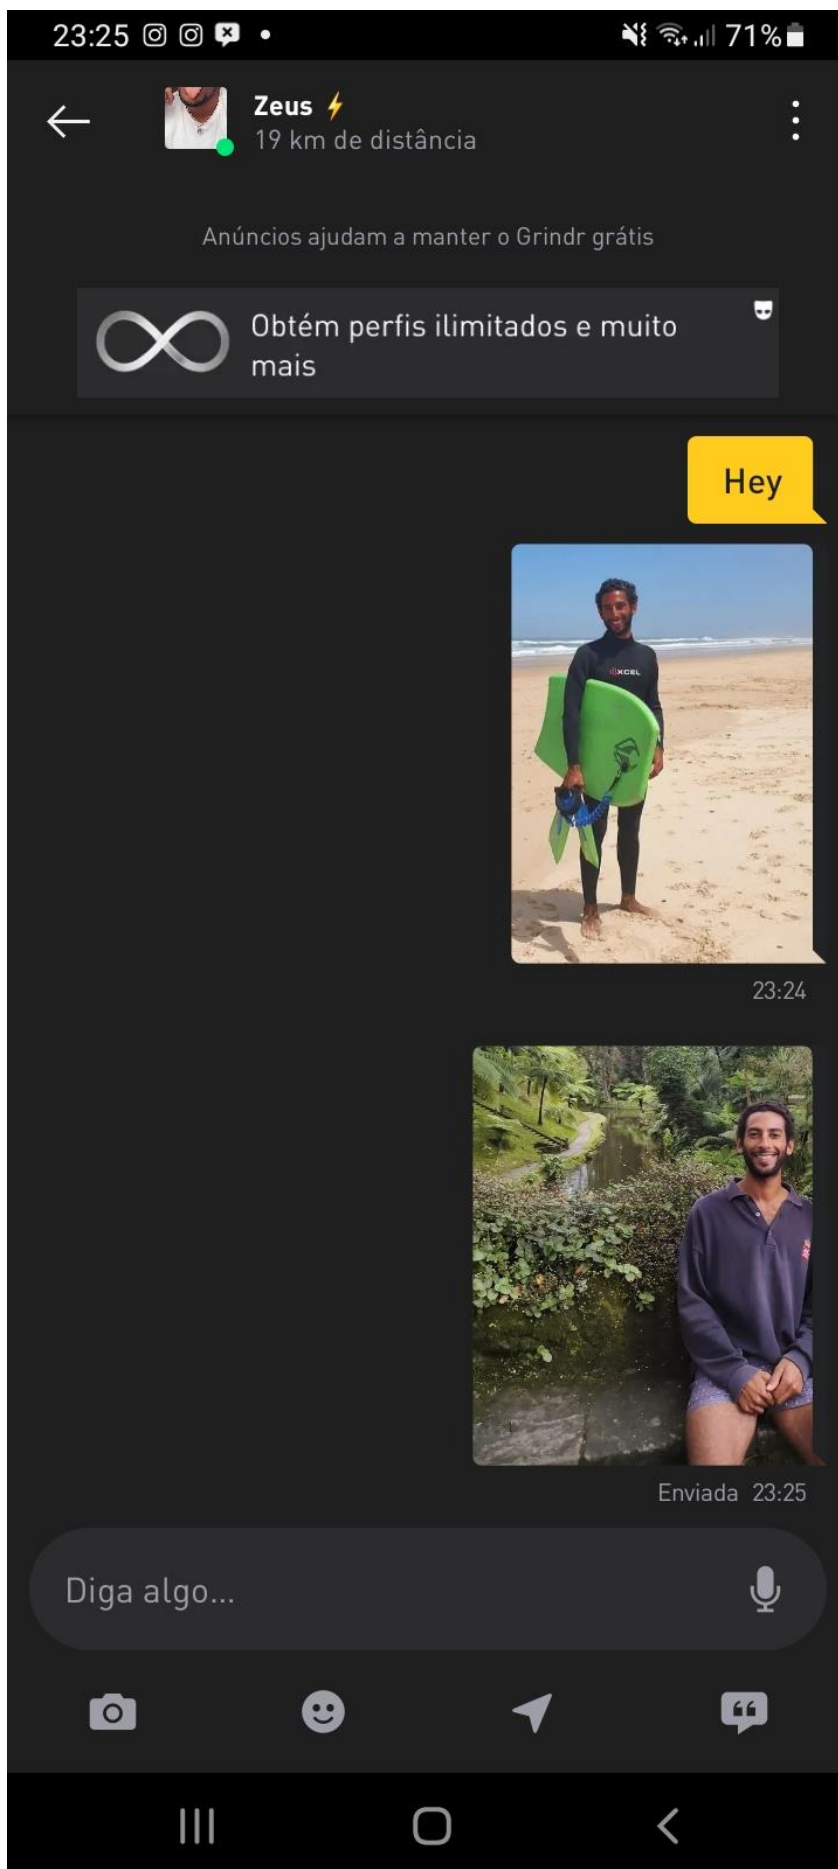 23:25
71%
Zeus ⚡
19 km de distância
Anúncios ajudam a manter o Grindr grátis
Obtém perfis ilimitados e muito
mais
Hey
XCEL
23:24
Enviada 23:25
Diga algo...